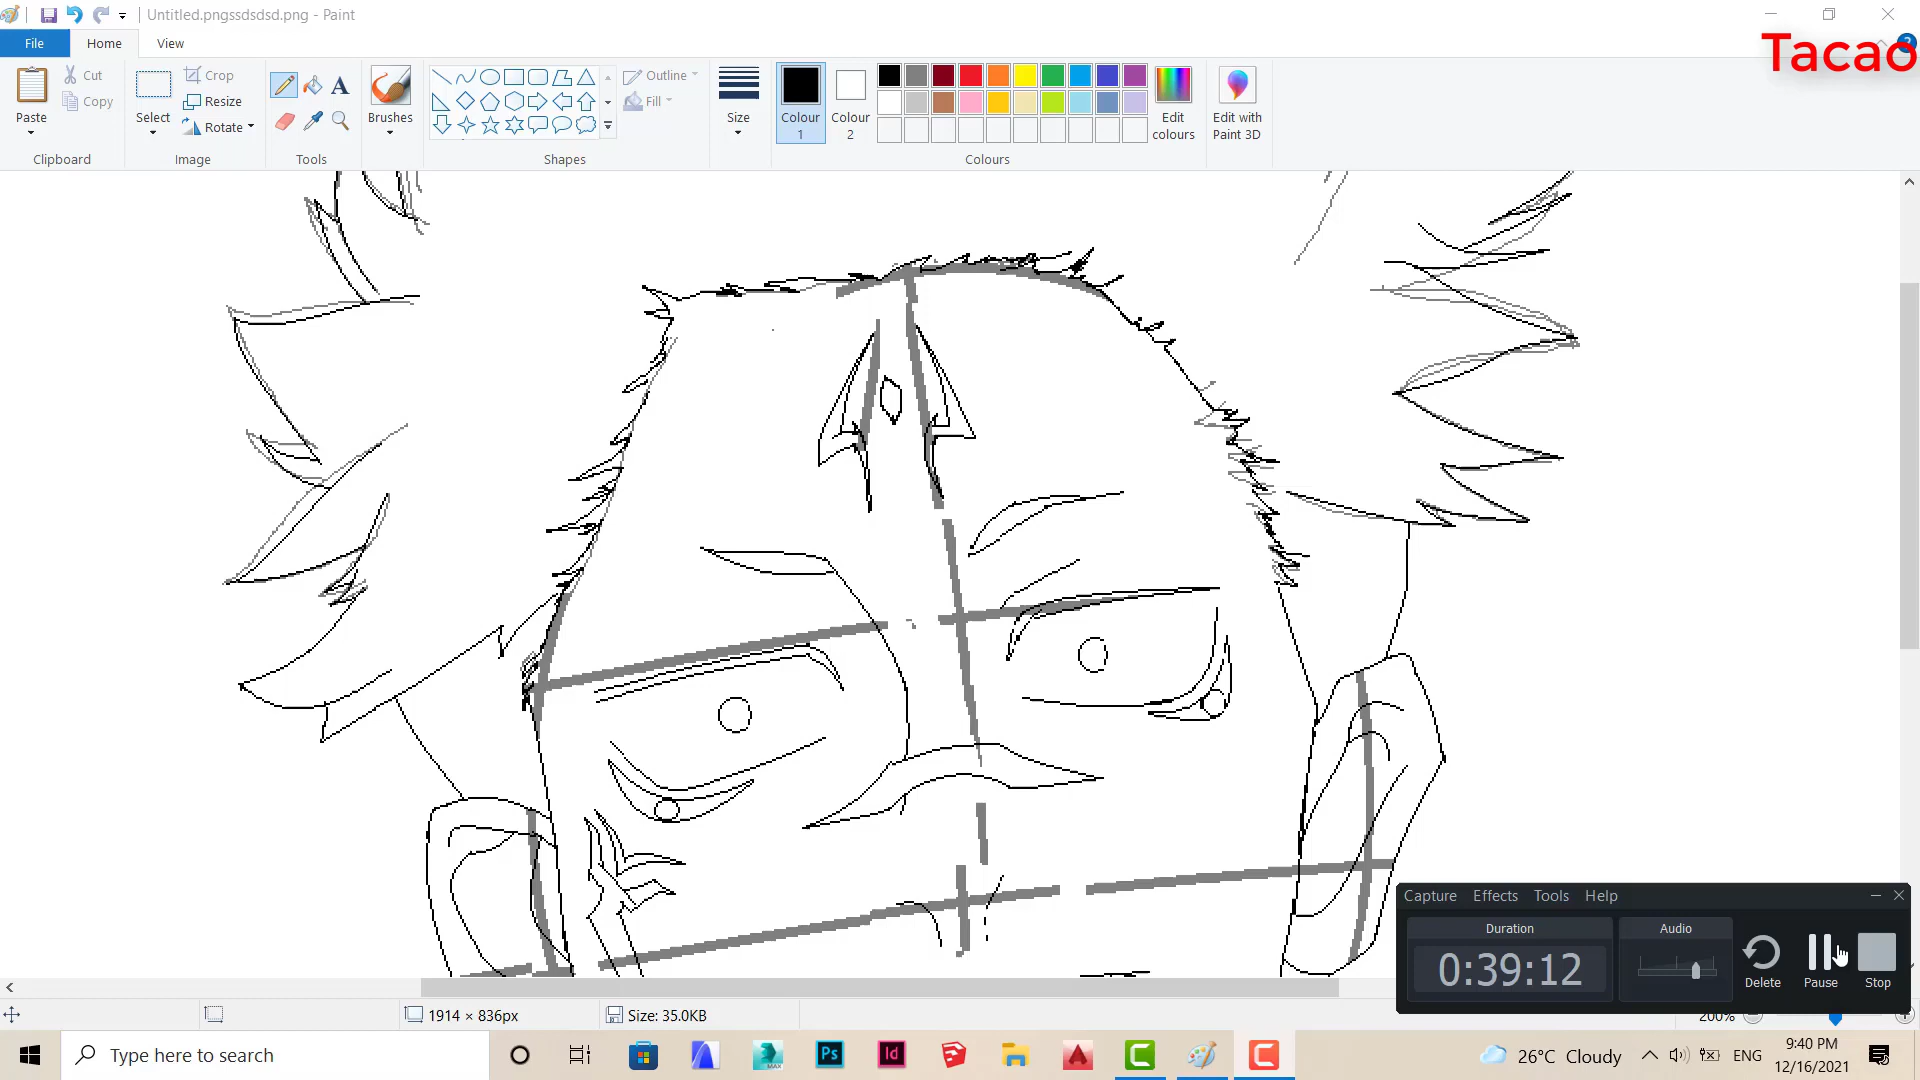 Untitled.pngssdsdsd.png - Paint
Tacao
File
Home
View
Paste
Cut
Copy
Clipboard
Select
Crop
Resize
Rotate
Image
A
Tools
Brushes
Outline
Fill
Shapes
Size
Colour
1
Colour
2
Edit
colours
Edit with
Paint 3D
Colours
Capture
Effects
Tools
Help
Duration
0:39:12
Audio
Delete
Pause
Stop
1914 × 836px
Size: 35.0KB
200%
Type here to search
MAX
Ps
Id
26°C Cloudy
ENG
9:40 PM
12/16/2021